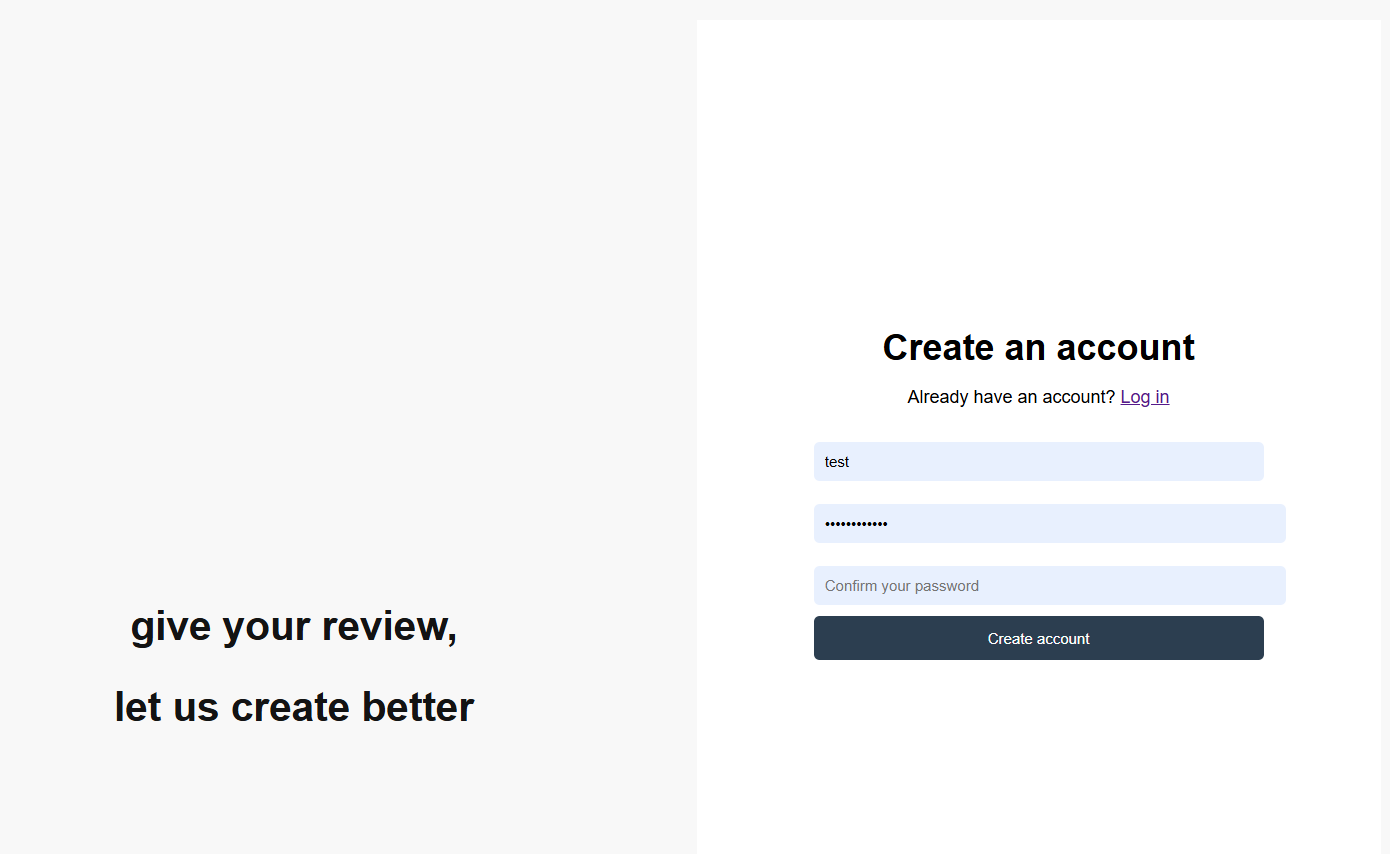 give your review,
let us create better
Create an account
Already have an account? Log in
test
••••••••••••
Confirm your password
Create account